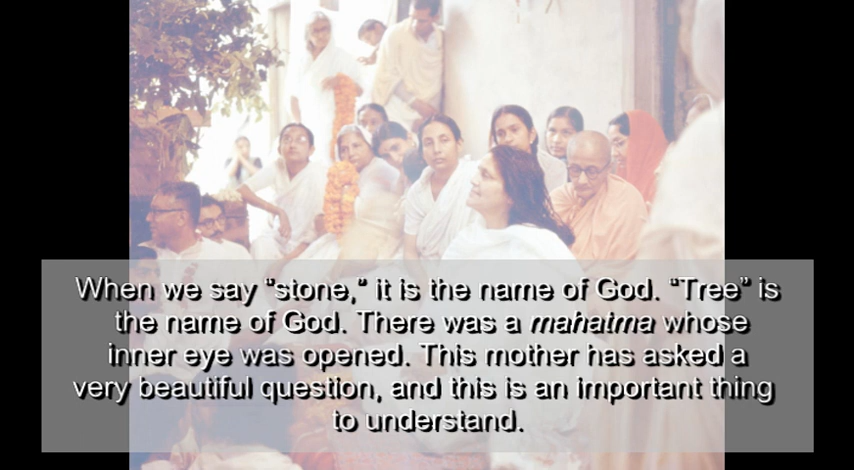 When we say “stone,” it is the name of God. “Tree” is
the name of God. There was a mahatma whose
inner eye was opened. This mother has asked a
very beautiful question, and this is an important thing
to understand.